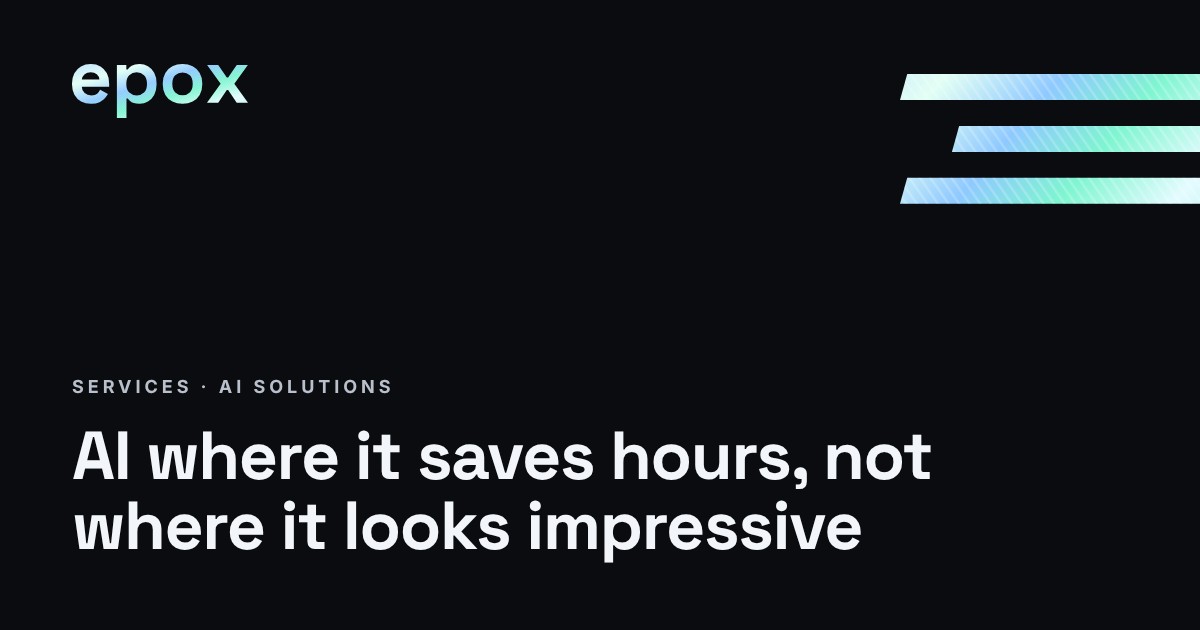 epox
SERVICES · AI SOLUTIONS
AI where it saves hours, not
where it looks impressive